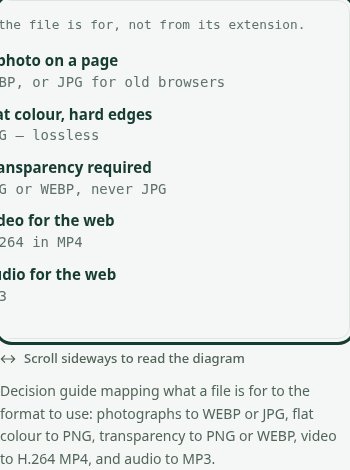 the file is for, not from its extension.
photo on a page
BP, or JPG for old browsers
at colour, hard edges
G — lossless
ansparency required
G or WEBP, never JPG
deo for the web
264 in MP4
dio for the web
3
↔ Scroll sideways to read the diagram
Decision guide mapping what a file is for to the
format to use: photographs to WEBP or JPG, flat
colour to PNG, transparency to PNG or WEBP, video
to H.264 MP4, and audio to MP3.